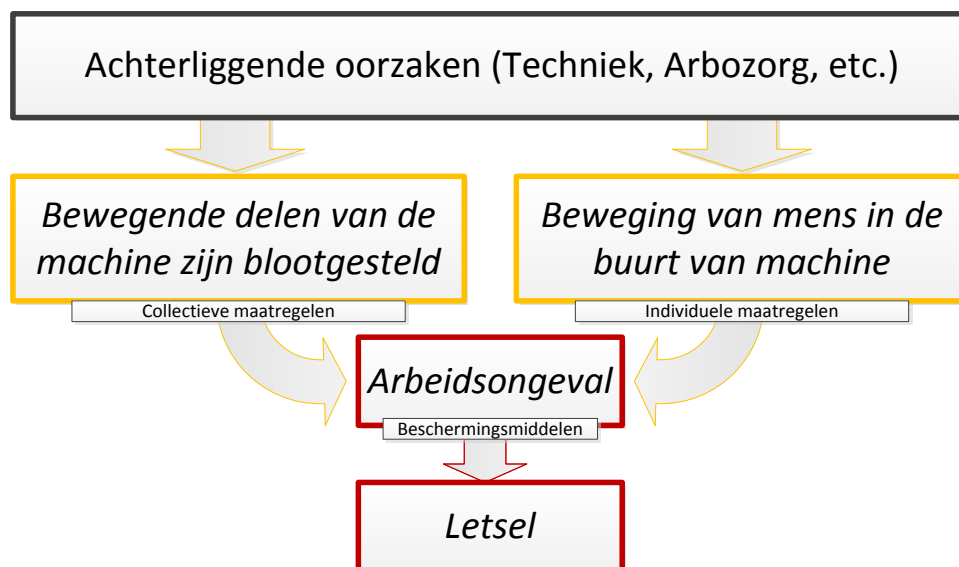 Achterliggende oorzaken (Techniek, Arbozorg, etc.)
Bewegende delen van de
machine zijn blootgesteld
Collectieve maatregelen
Beweging van mens in de
buurt van machine
Individuele maatregelen
Arbeidsongeval
Beschermingsmiddelen
Letsel